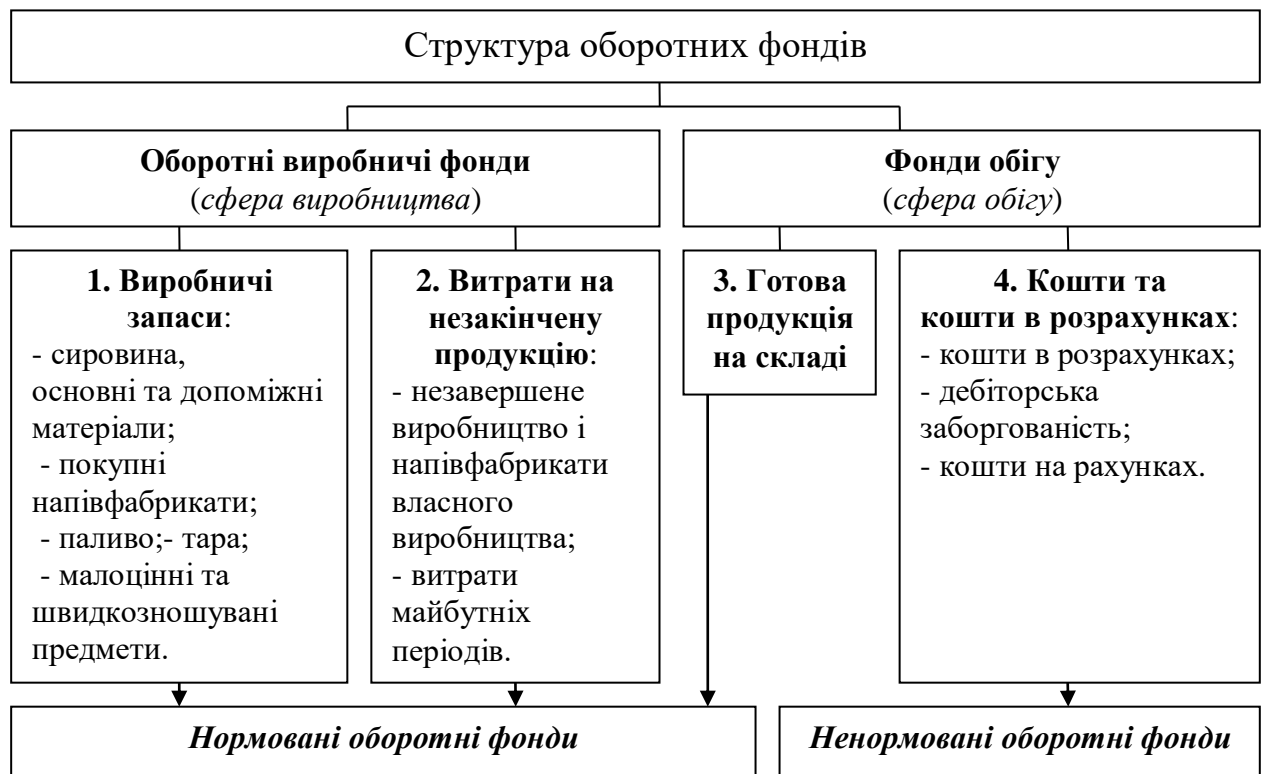 Структура оборотних фондів
Оборотні виробничі фонди
(сфера виробництва)
Фонди обігу
(сфера обігу)
1. Виробничі
запаси:
- сировина,
основні та допоміжні
матеріали;
- покупні
напівфабрикати;
- паливо;- тара;
- малоцінні та
швидкозношувані
предмети.
2. Витрати на
незакінчену
продукцію:
- незавершене
виробництво і
напівфабрикати
власного
виробництва;
- витрати
майбутніх
періодів.
3. Готова
продукція
на складі
4. Кошти та
кошти в розрахунках:
- кошти в розрахунках;
- дебіторська
заборгованість;
- кошти на рахунках.
Нормовані оборотні фонди
Ненормовані оборотні фонди